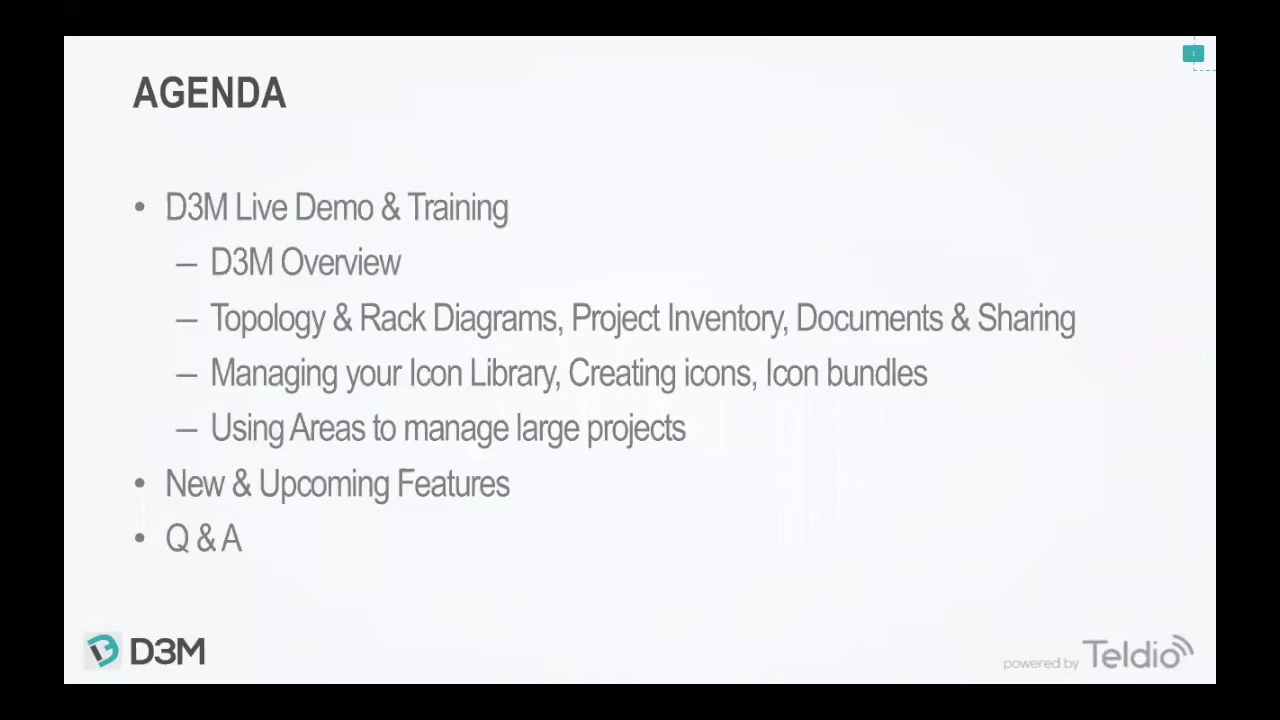 AGENDA
• D3M Live Demo & Training
– D3M Overview
– Topology & Rack Diagrams, Project Inventory, Documents & Sharing
– Managing your Icon Library, Creating icons, Icon bundles
– Using Areas to manage large projects
• New & Upcoming Features
• Q & A
D3M
powered by Teldio